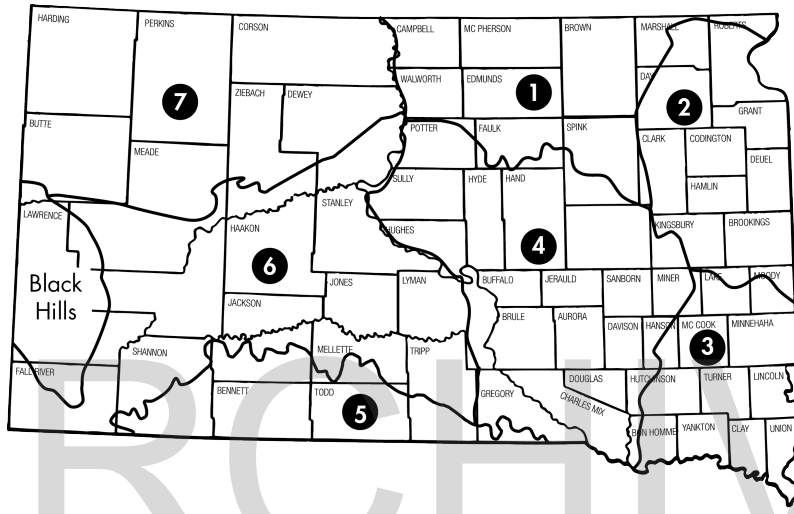 HARDING
PERKINS
CORSON
CAMPBELL
MC PHERSON
BROWN
MARSHALL
ROBERTS
WALWORTH
EDMUNDS
DAY
7
1
2
ZIEBACH
DEWEY
GRANT
BUTTE
POTTER
FAULK
SPINK
CLARK
CODINGTON
MEADE
DEUEL
SULLY
HYDE
HAND
HAMLIN
LAWRENCE
STANLEY
HAAKON
HUGHES
KINGSBURY
BROOKINGS
6
4
Black
Hills
JONES
LYMAN
BUFFALO
JERAULD
SANBORN
MINER
LAKE
MOODY
JACKSON
BRULE
AURORA
DAVISON
HANSON
MC COOK
MINNEHAHA
3
SHANNON
MELLETTE
TRIPP
FALL RIVER
DOUGLAS
HUTCHINSON
TURNER
LINCOLN
BENNETT
TODD
GREGORY
CHARLES MIX
5
BON HOMME
YANKTON
CLAY
UNION
RCHIV